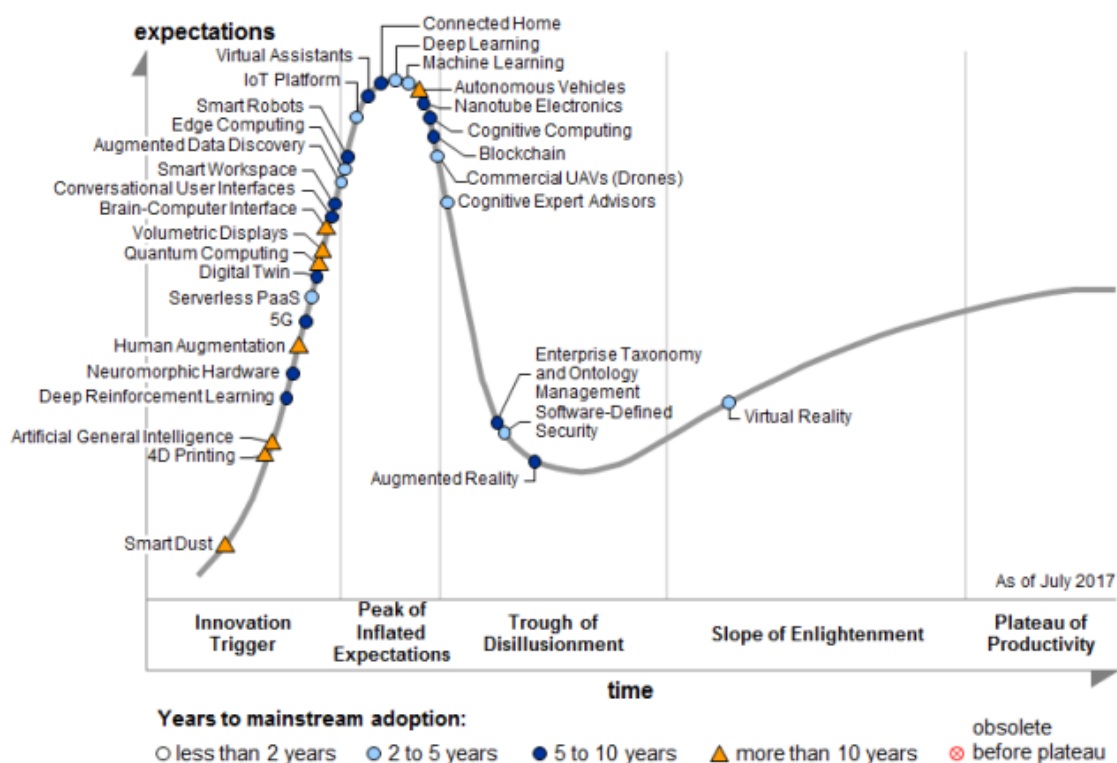 expectations
Connected Home
Deep Learning
Virtual Assistants
Machine Learning
IoT Platform
Autonomous Vehicles
Smart Robots
Nanotube Electronics
Edge Computing
Cognitive Computing
Augmented Data Discovery
Blockchain
Smart Workspace
Commercial UAVs (Drones)
Conversational User Interfaces
Cognitive Expert Advisors
Brain-Computer Interface
Volumetric Displays
Quantum Computing
Digital Twin
Serverless PaaS
5G
Human Augmentation
Neuromorphic Hardware
Deep Reinforcement Learning
Artificial General Intelligence
4D Printing
Smart Dust
Enterprise Taxonomy
and Ontology
Management
Software-Defined
Security
Augmented Reality
Virtual Reality
As of July 2017
Innovation
Trigger
Peak of
Inflated
Expectations
Trough of
Disillusionment
Slope of Enlightenment
Plateau of
Productivity
time
Years to mainstream adoption:
less than 2 years
2 to 5 years
5 to 10 years
more than 10 years
obsolete
before plateau